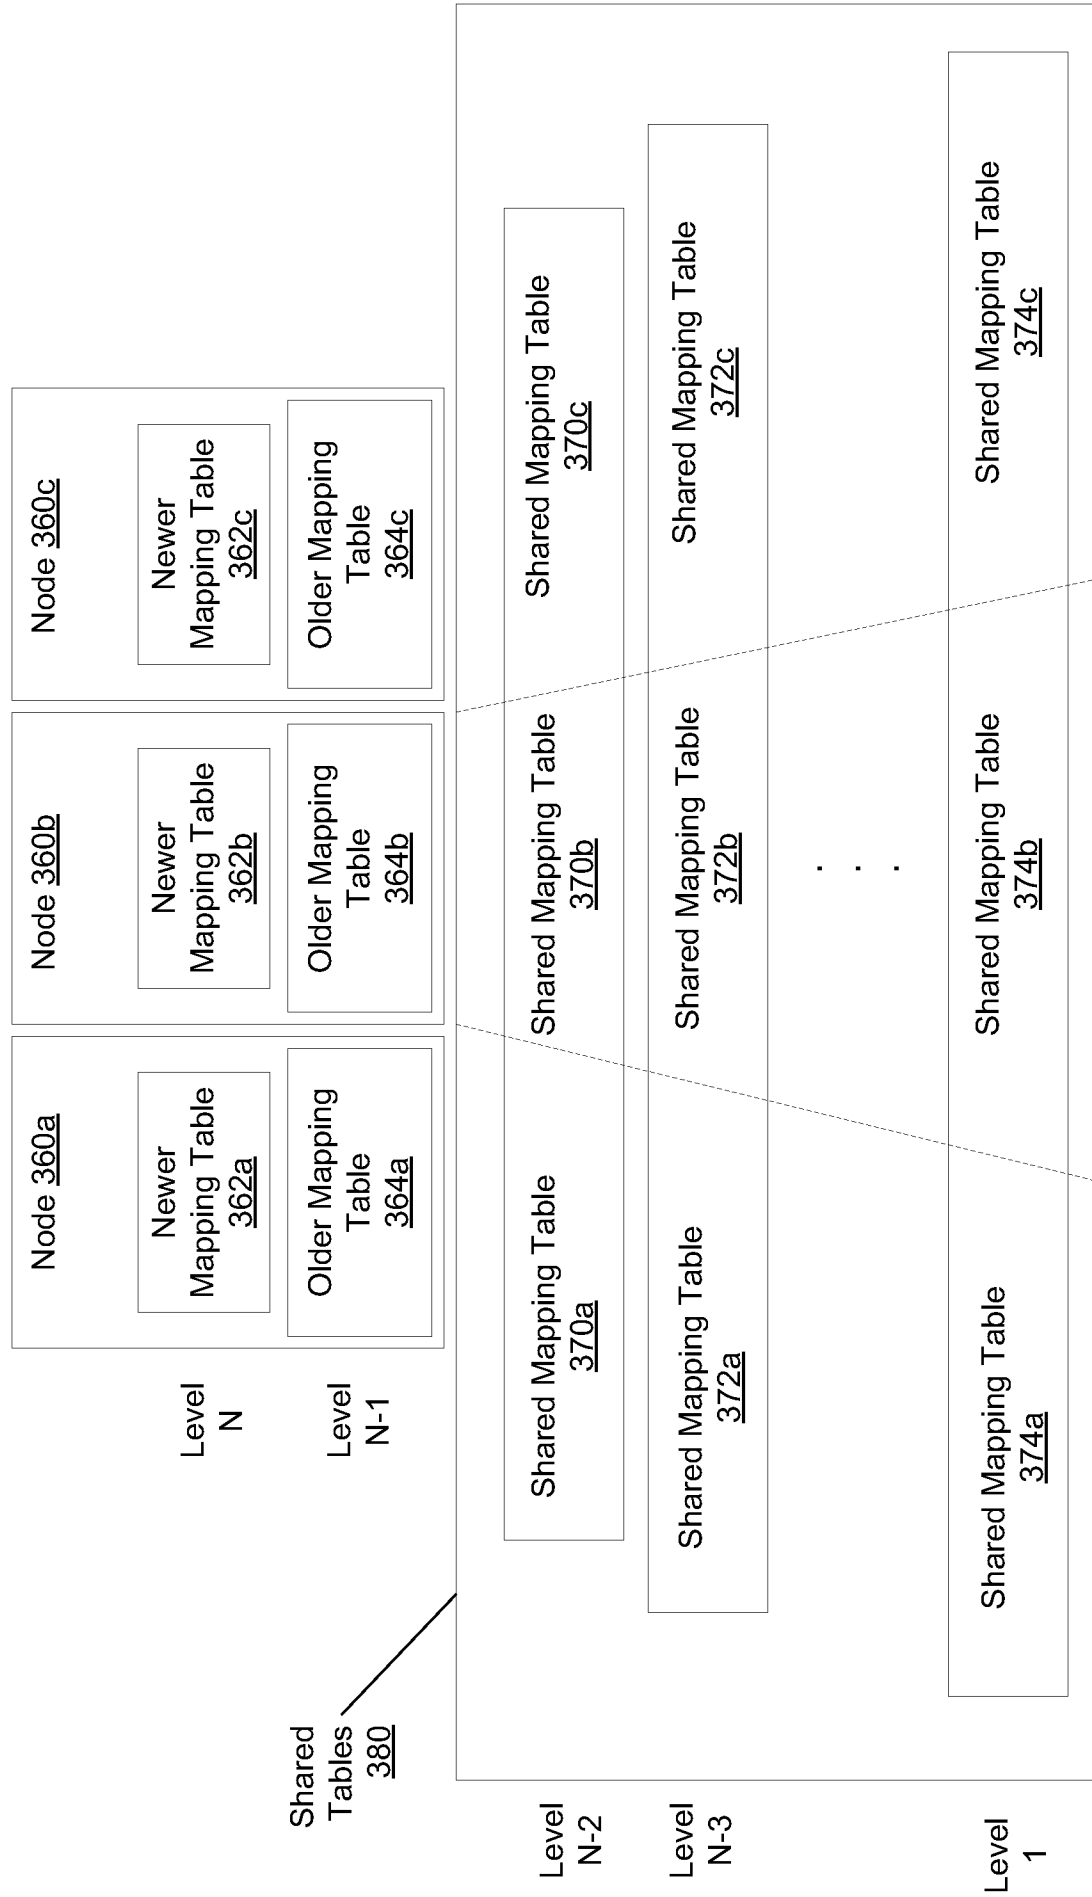 Node 360a
Node 360b
Node 360c
Level
N
Newer
Mapping Table
362a
Newer
Mapping Table
362b
Newer
Mapping Table
362c
Level
N-1
Older Mapping
Table
364a
Older Mapping
Table
364b
Older Mapping
Table
364c
Shared
Tables
380
Level
N-2
Shared Mapping Table
370a
Shared Mapping Table
370b
Shared Mapping Table
370c
Level
N-3
Shared Mapping Table
372a
Shared Mapping Table
372b
Shared Mapping Table
372c
. . .
Level
1
Shared Mapping Table
374a
Shared Mapping Table
374b
Shared Mapping Table
374c